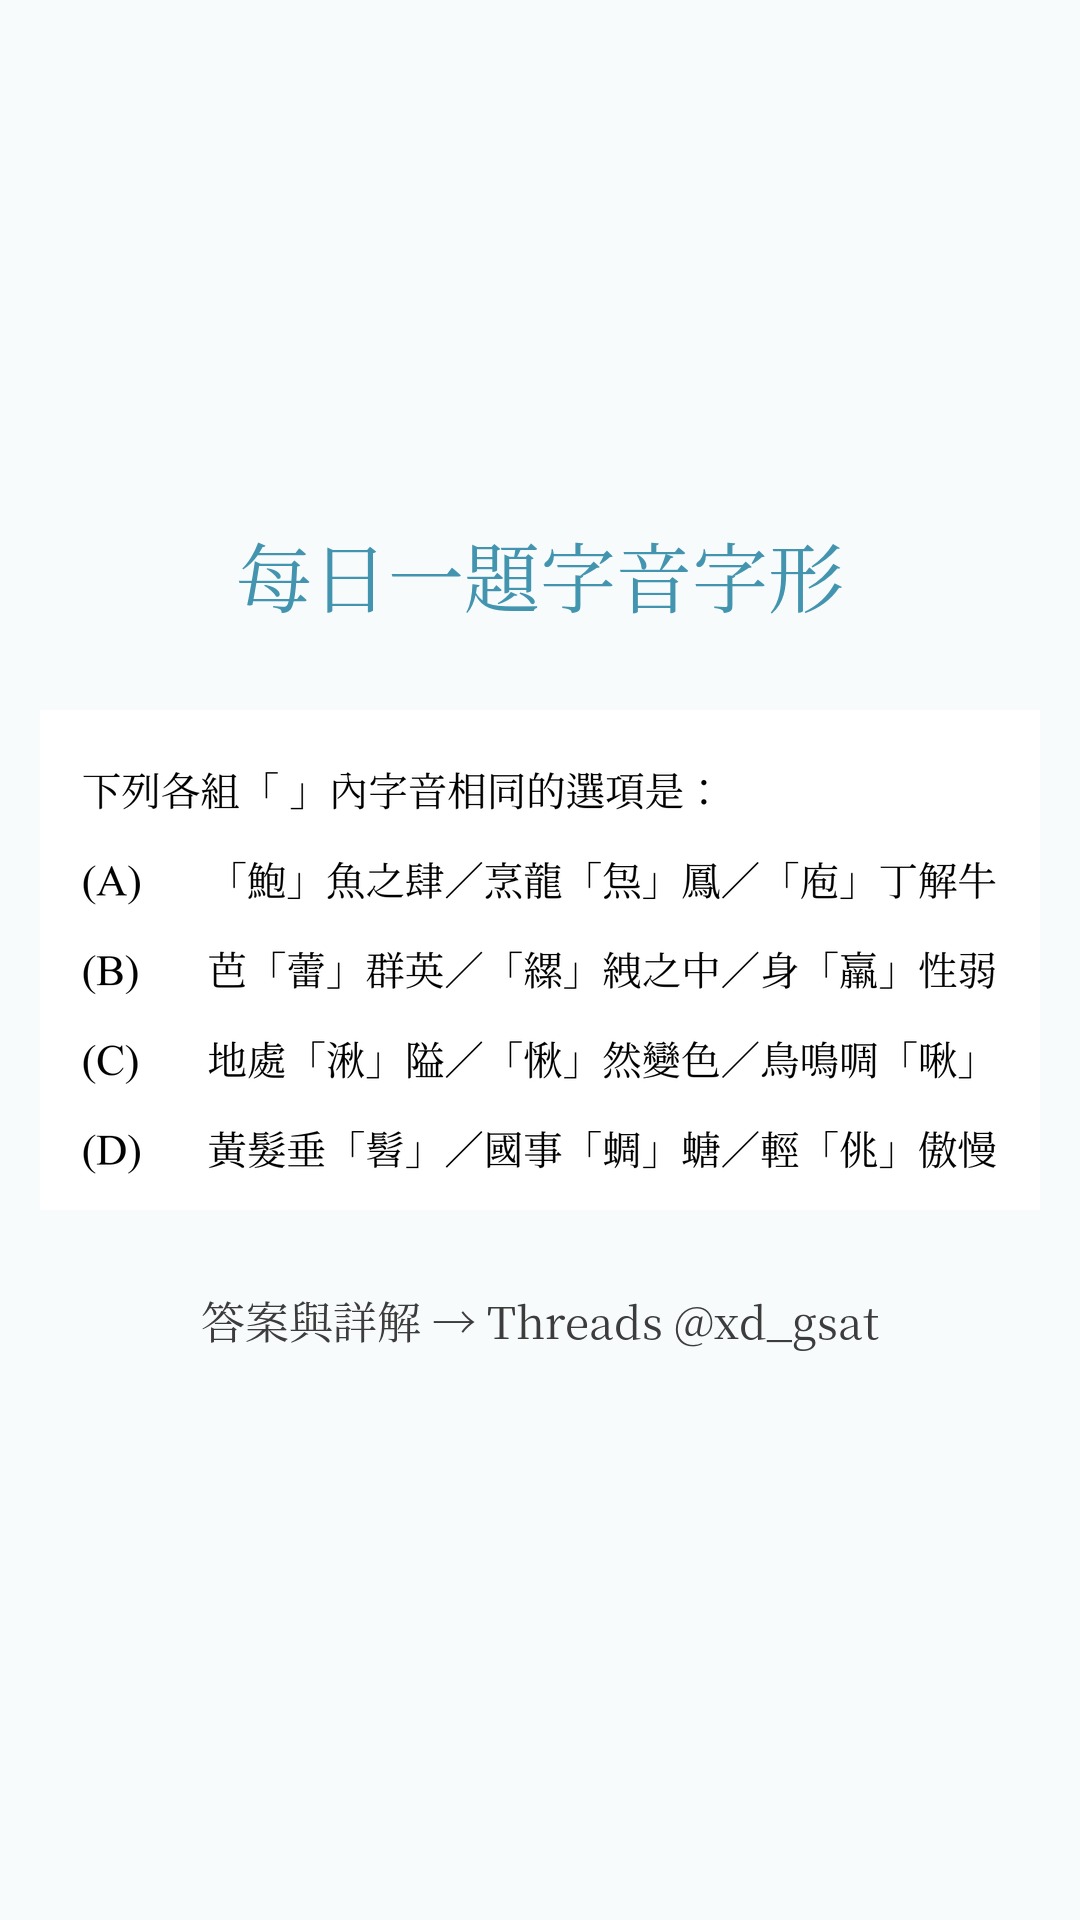 每日一題字音字形
下列各組「 」內字音相同的選項是：
(A) 「鮑」魚之肆／烹龍「炰」鳳／「庖」丁解牛
(B) 芭「蕾」群英／「縲」絏之中／身「羸」性弱
(C) 地處「湫」隘／「愀」然變色／鳥鳴啁「啾」
(D) 黃髮垂「髫」／國事「蜩」螗／輕「佻」傲慢
答案與詳解 → Threads @xd_gsat